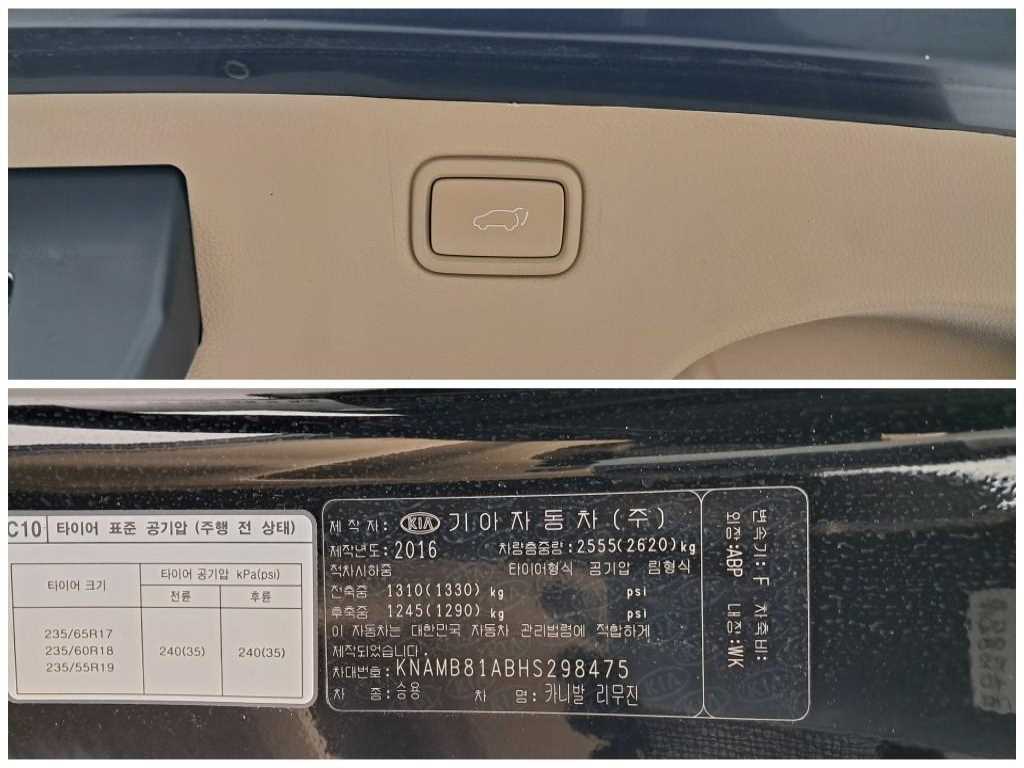 C10 타이어 표준 공기압 (주행 전 상태)
타이어 크기
타이어 공기압 kPa(psi)
전륜 후륜
235/65R17
235/60R18
235/55R19
240(35) 240(35)
제 작 자: KIA 기아자동차(주)
제작년도:2016 차량총중량:2555(2620)kg
적차시하중 타이어형식 공기압 림형식
전축중 1310(1330) kg psi
후축중 1245(1290) kg psi
이 자동차는 대한민국 자동차 관리법령에 적합하게
제작되었습니다.
차대번호:KNAMB81ABHS298475
차 종:승용 차 명:카니발 리무진
변속기:F 차축비:
외장:ABP 내장:WK